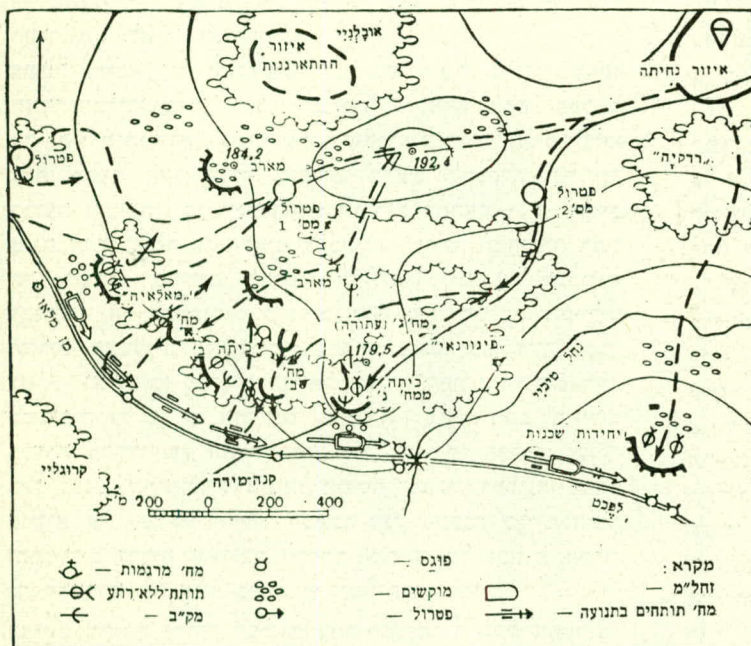 אובלניי
איזור
ההתארגנות
איזור נחיתה
פטרול
184,2
מארב
192,4
פטרול
מס' 1
פטרול
מס' 2
"רדקיה"
מארב
"מאלאיה"
מח'
א'
כיתה
מח'
ב'
מח' ג' (עתודה)
"פיגורנאי"
179,5
כיתה
ממח' ג'
נחל
יחידות שכנות
קרוגליי
קנה־מידה
מ'
200 0 200 400
מקרא:
זחל"מ —
מח' תותחים בתנועה —
פוגס —
מוקשים —
פטרול —
מח' מרגמות —
תותח־ללא־רתע —
מק"ב —